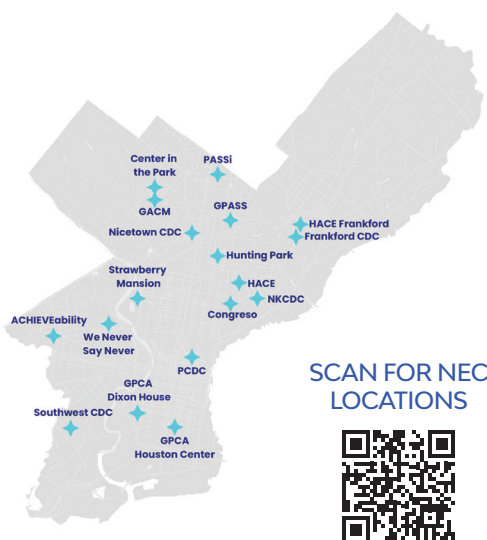 Center in
the Park
PASSi
GACM
GPASS
Nicetown CDC
HACE Frankford
Frankford CDC
Hunting Park
Strawberry
Mansion
HACE
NKCDC
Congreso
ACHIEVEability
We Never
Say Never
PCDC
SCAN FOR NEC
LOCATIONS
GPCA
Dixon House
Southwest CDC
GPCA
Houston Center